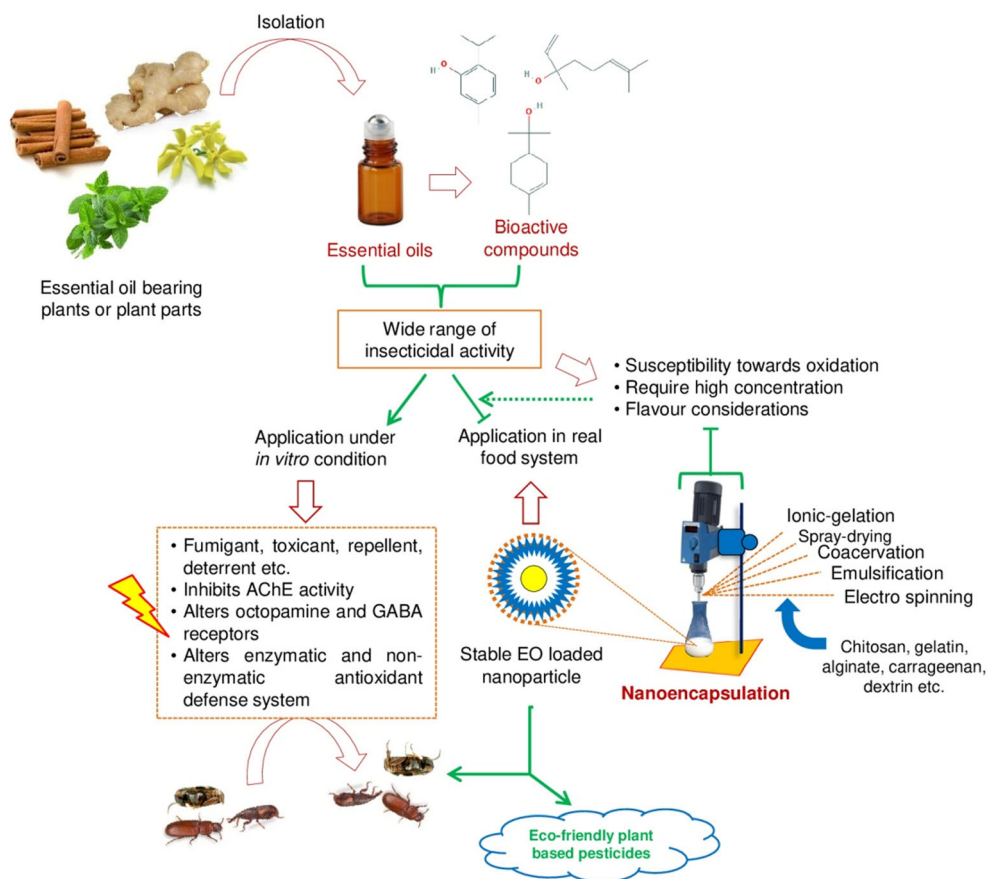 Isolation
H
O
H
O
O
H
Essential oils
Bioactive
compounds
Essential oil bearing
plants or plant parts
Wide range of
insecticidal activity
• Susceptibility towards oxidation
• Require high concentration
• Flavour considerations
Application under
in vitro condition
Application in real
food system
• Fumigant, toxicant, repellent,
deterrent etc.
• Inhibits AChE activity
• Alters octopamine and GABA
receptors
• Alters enzymatic and non-
enzymatic antioxidant
defense system
Ionic-gelation
Spray-drying
Coacervation
Emulsification
Electro spinning
Chitosan, gelatin,
alginate, carrageenan,
dextrin etc.
Stable EO loaded
nanoparticle
Nanoencapsulation
Eco-friendly plant
based pesticides